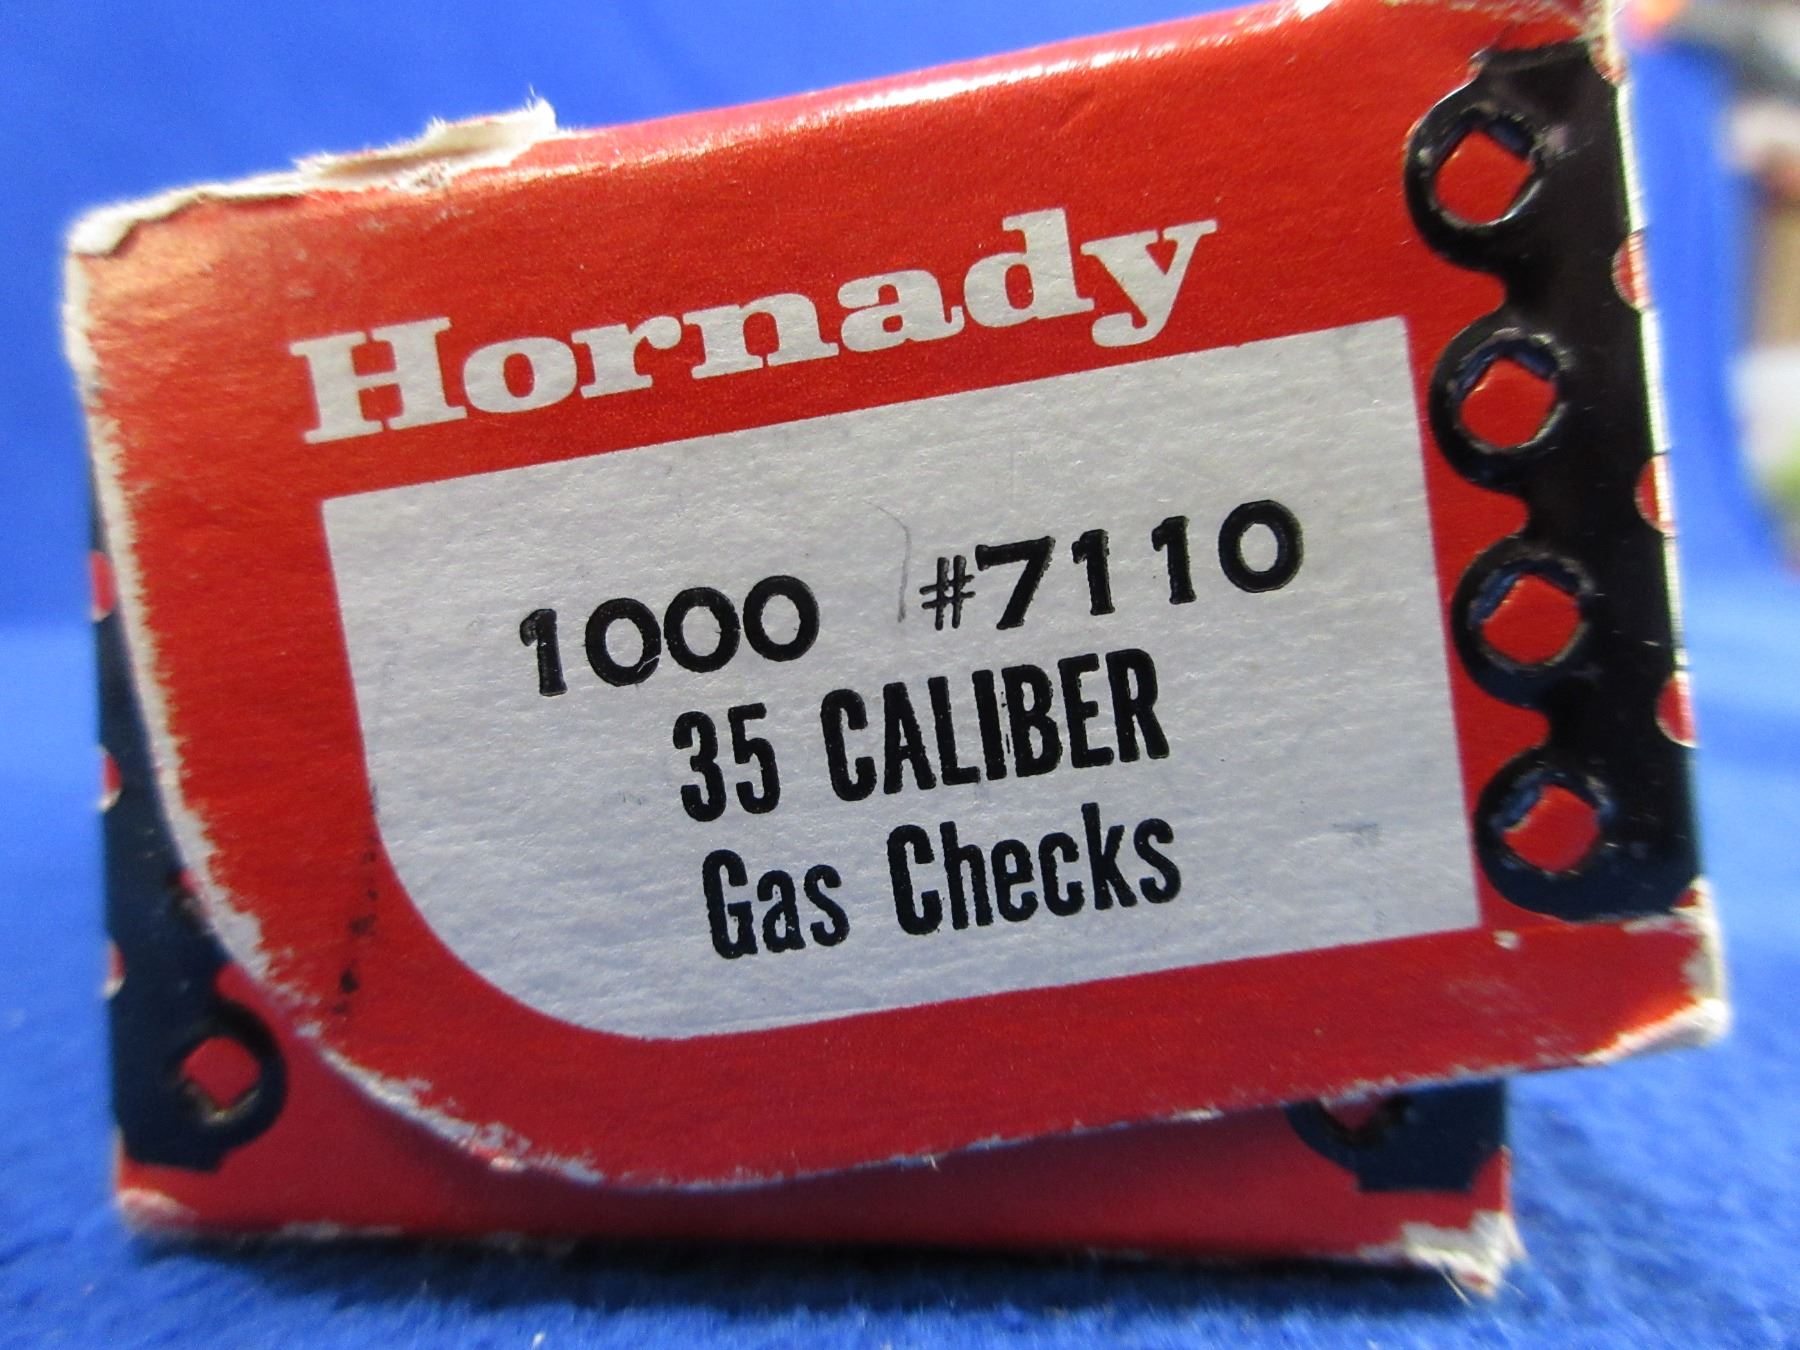 Hornady
1000 #7110
35 CALIBER
Gas Checks